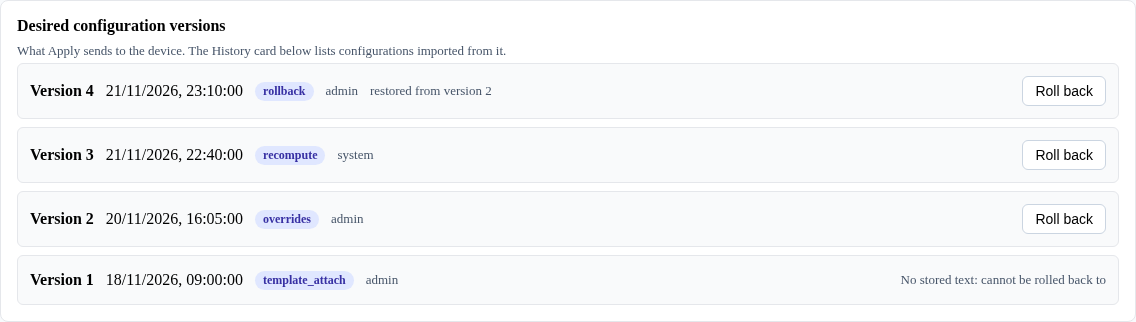 Desired configuration versions
What Apply sends to the device. The History card below lists configurations imported from it.
Version 4 21/11/2026, 23:10:00 rollback admin restored from version 2 Roll back
Version 3 21/11/2026, 22:40:00 recompute system Roll back
Version 2 20/11/2026, 16:05:00 overrides admin Roll back
Version 1 18/11/2026, 09:00:00 template_attach admin No stored text: cannot be rolled back to